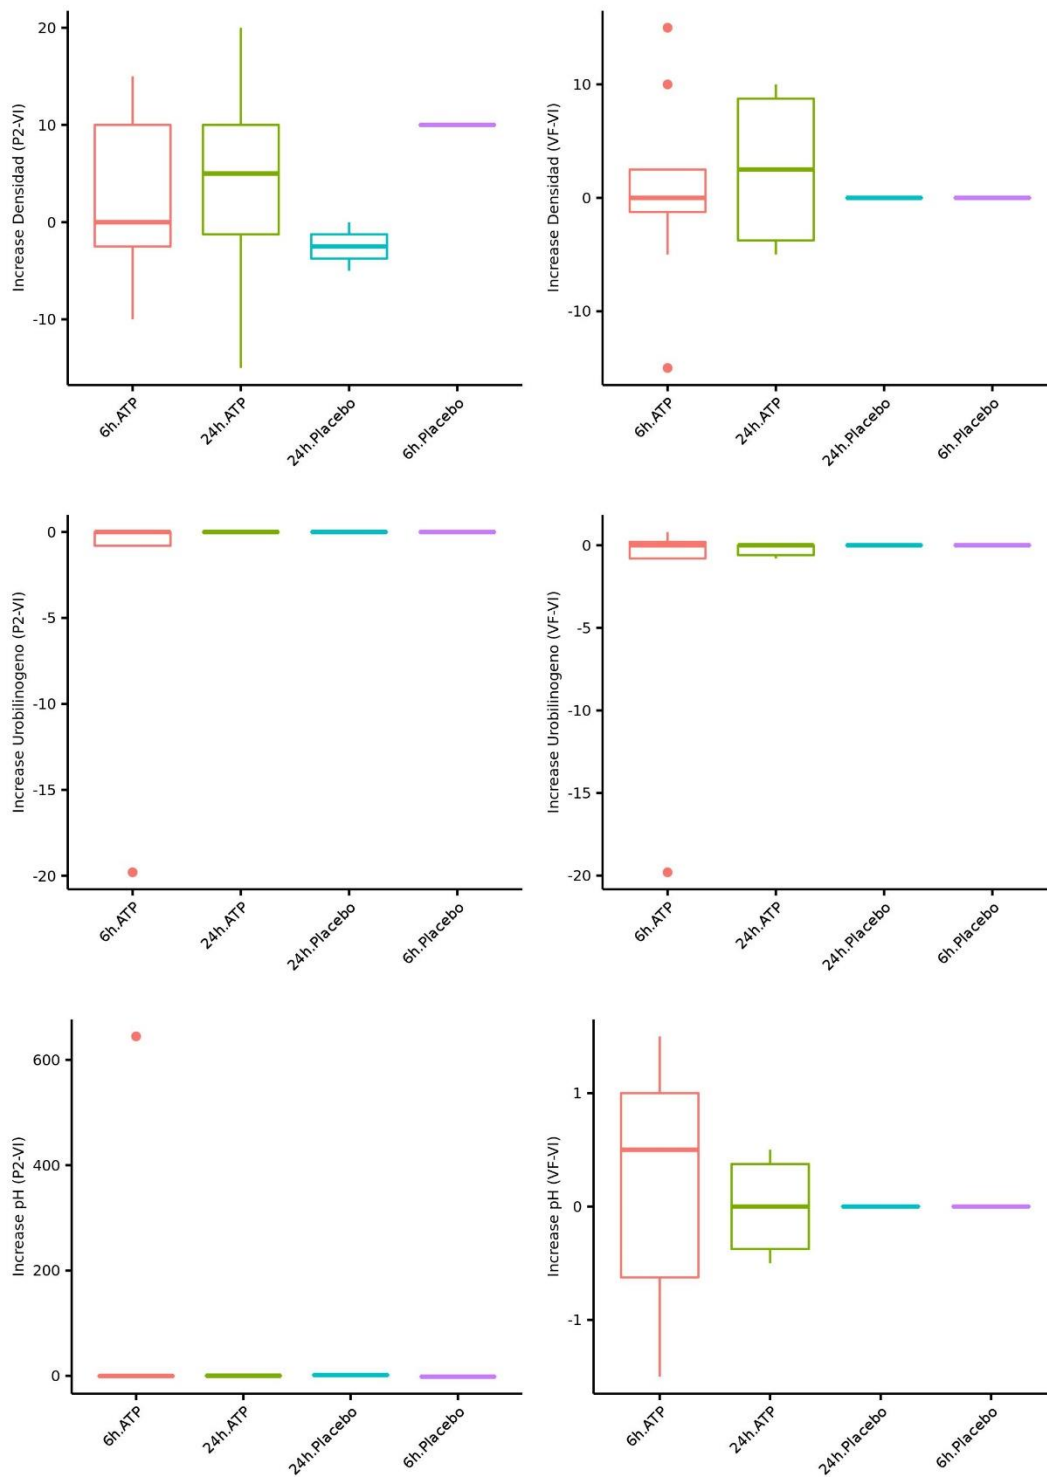 Increase Densidad (P2-VI)
20
10
0
-10
6h.ATP
24h.ATP
24h.Placebo
6h.Placebo
Increase Densidad (VF-VI)
10
0
-10
6h.ATP
24h.ATP
24h.Placebo
6h.Placebo
Increase Urobilinogeno (P2-VI)
0
-5
-10
-15
-20
6h.ATP
24h.ATP
24h.Placebo
6h.Placebo
Increase Urobilinogeno (VF-VI)
0
-5
-10
-15
-20
6h.ATP
24h.ATP
24h.Placebo
6h.Placebo
Increase pH (P2-VI)
600
400
200
0
6h.ATP
24h.ATP
24h.Placebo
6h.Placebo
Increase pH (VF-VI)
1
0
-1
6h.ATP
24h.ATP
24h.Placebo
6h.Placebo